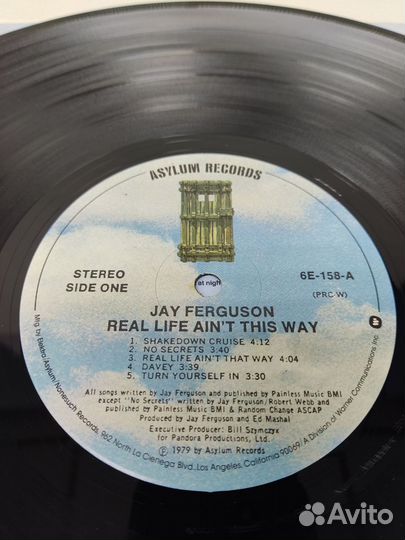 ASYLUM RECORDS
at nigh
STEREO
SIDE ONE
6E-158-A
(PRC-W)
JAY FERGUSON
REAL LIFE AIN'T THIS WAY
1. SHAKEDOWN CRUISE 4:12
2. NO SECRETS 3:40
3. REAL LIFE AIN'T THAT WAY 4:04
4. DAVEY 3:39
5. TURN YOURSELF IN 3:30
All songs written by Jay Ferguson and published by Painless Music BMI
except "No Secrets" written by Jay Ferguson/Robert Webb and
published by Painless Music BMI & Random Change ASCAP
Produced by Jay Ferguson and Ed Mashal
Executive Producer: Bill Szymczyk
for Pandora Productions, Ltd.
℗ 1979 by Asylum Records
Mfg. by Elektra/Asylum/Nonesuch Records, 962 North La Cienega Blvd., Los Angeles, California 90069/A Division of Warner Communications Inc.
Avito